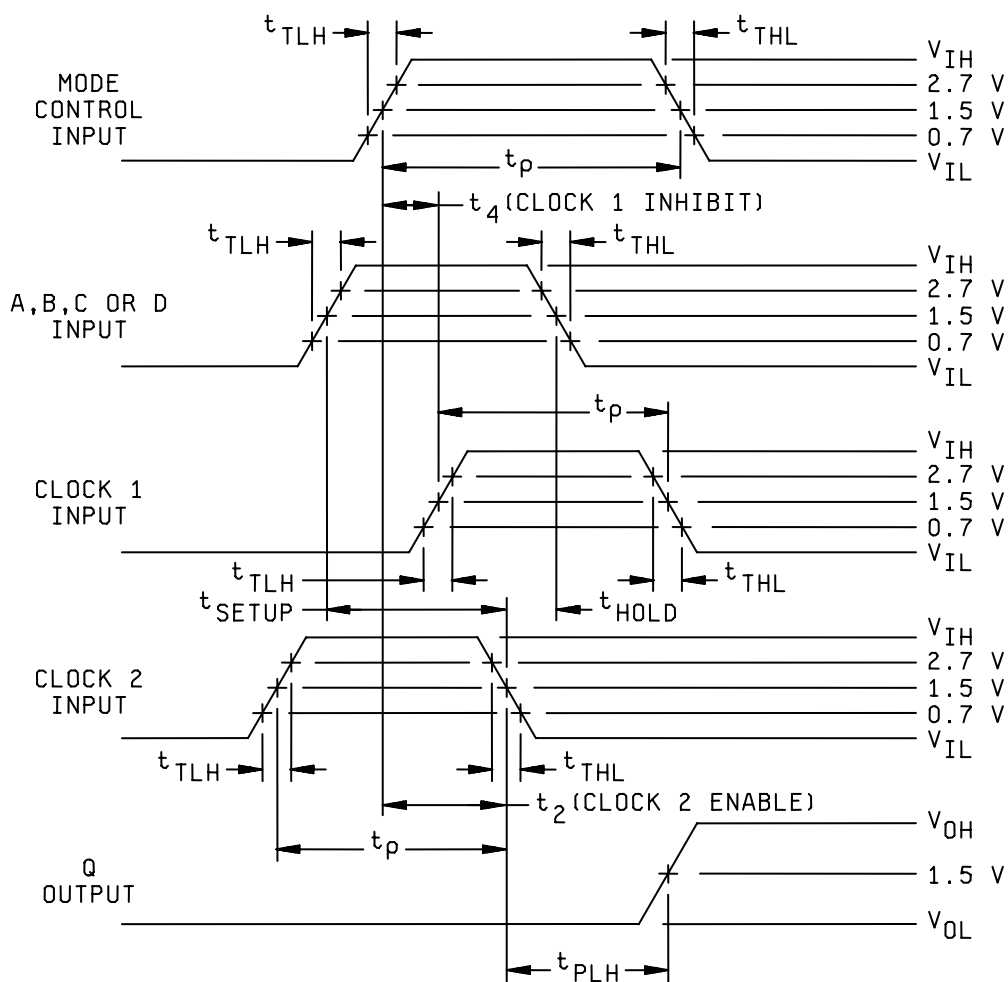 tTLH
tTHL
MODE
CONTROL
INPUT
VIH
2.7 V
1.5 V
0.7 V
VIL
tp
t4 (CLOCK 1 INHIBIT)
tTLH
tTHL
A,B,C OR D
INPUT
VIH
2.7 V
1.5 V
0.7 V
VIL
tp
CLOCK 1
INPUT
VIH
2.7 V
1.5 V
0.7 V
VIL
tTLH
tTHL
tSETUP
tHOLD
CLOCK 2
INPUT
VIH
2.7 V
1.5 V
0.7 V
VIL
tTLH
tTHL
t2 (CLOCK 2 ENABLE)
tp
Q
OUTPUT
VOH
1.5 V
VOL
tPLH